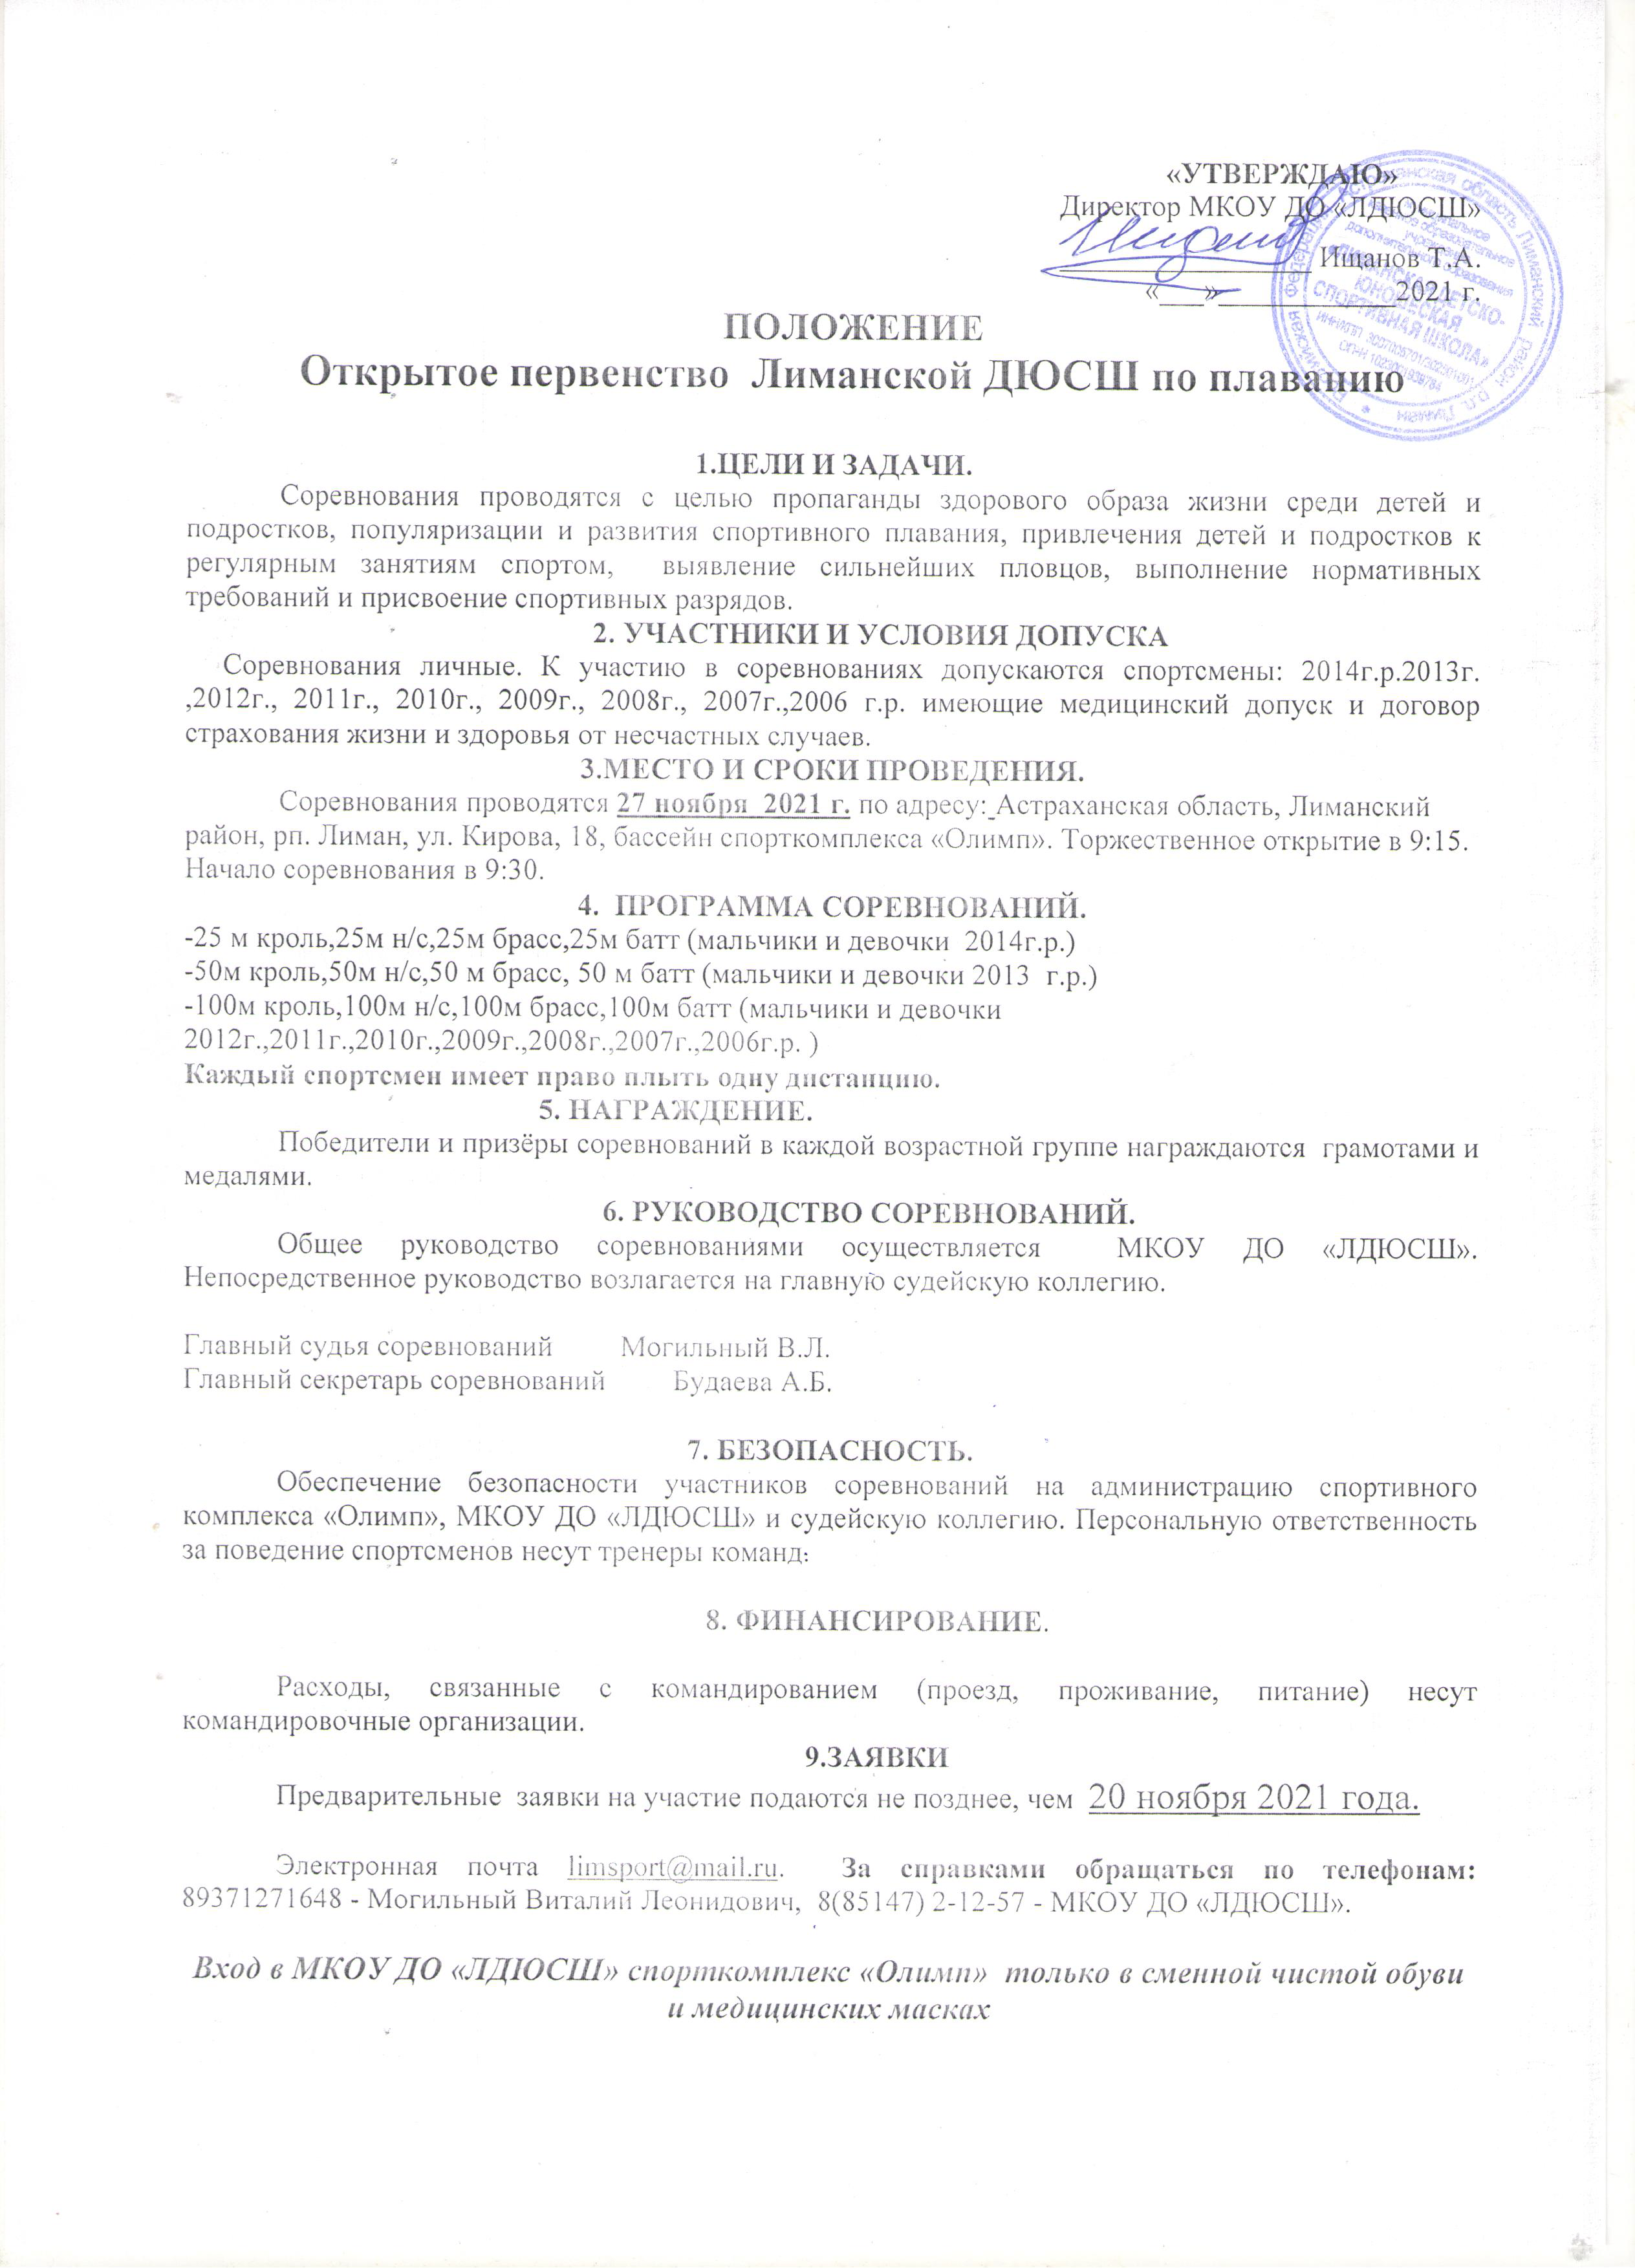 «УТВЕРЖДАЮ»
Директор МКОУ ДО «ЛДЮСШ»
____________________ Ищанов Т.А.
«___»____________2021 г.
ПОЛОЖЕНИЕ
Открытое первенство Лиманской ДЮСШ по плаванию
1.ЦЕЛИ И ЗАДАЧИ.
Соревнования проводятся с целью пропаганды здорового образа жизни среди детей и
подростков, популяризации и развития спортивного плавания, привлечения детей и подростков к
регулярным занятиям спортом, выявление сильнейших пловцов, выполнение нормативных
требований и присвоение спортивных разрядов.
2. УЧАСТНИКИ И УСЛОВИЯ ДОПУСКА
Соревнования личные. К участию в соревнованиях допускаются спортсмены: 2014г.р.2013г.
,2012г., 2011г., 2010г., 2009г., 2008г., 2007г.,2006 г.р. имеющие медицинский допуск и договор
страхования жизни и здоровья от несчастных случаев.
3.МЕСТО И СРОКИ ПРОВЕДЕНИЯ.
Соревнования проводятся 27 ноября 2021 г. по адресу: Астраханская область, Лиманский
район, рп. Лиман, ул. Кирова, 18, бассейн спорткомплекса «Олимп». Торжественное открытие в 9:15.
Начало соревнования в 9:30.
4. ПРОГРАММА СОРЕВНОВАНИЙ.
-25 м кроль,25м н/с,25м брасс,25м батт (мальчики и девочки 2014г.р.)
-50м кроль,50м н/с,50 м брасс, 50 м батт (мальчики и девочки 2013 г.р.)
-100м кроль,100м н/с,100м брасс,100м батт (мальчики и девочки
2012г.,2011г.,2010г.,2009г.,2008г.,2007г.,2006г.р. )
Каждый спортсмен имеет право плыть одну дистанцию.
5. НАГРАЖДЕНИЕ.
Победители и призёры соревнований в каждой возрастной группе награждаются грамотами и
медалями.
6. РУКОВОДСТВО СОРЕВНОВАНИЙ.
Общее руководство соревнованиями осуществляется МКОУ ДО «ЛДЮСШ».
Непосредственное руководство возлагается на главную судейскую коллегию.
Главный судья соревнований Могильный В.Л.
Главный секретарь соревнований Будаева А.Б.
7. БЕЗОПАСНОСТЬ.
Обеспечение безопасности участников соревнований на администрацию спортивного
комплекса «Олимп», МКОУ ДО «ЛДЮСШ» и судейскую коллегию. Персональную ответственность
за поведение спортсменов несут тренеры команд:
8. ФИНАНСИРОВАНИЕ.
Расходы, связанные с командированием (проезд, проживание, питание) несут
командировочные организации.
9.ЗАЯВКИ
Предварительные заявки на участие подаются не позднее, чем 20 ноября 2021 года.
Электронная почта limsport@mail.ru. За справками обращаться по телефонам:
89371271648 - Могильный Виталий Леонидович, 8(85147) 2-12-57 - МКОУ ДО «ЛДЮСШ».
Вход в МКОУ ДО «ЛДЮСШ» спорткомплекс «Олимп» только в сменной чистой обуви
и медицинских масках